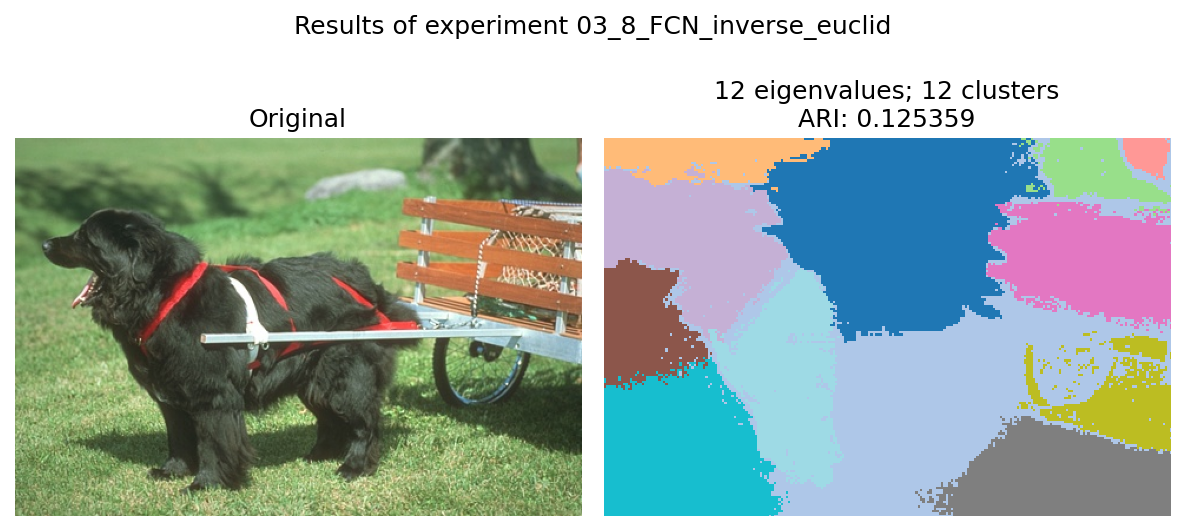 Results of experiment 03_8_FCN_inverse_euclid
Original
12 eigenvalues; 12 clusters
ARI: 0.125359